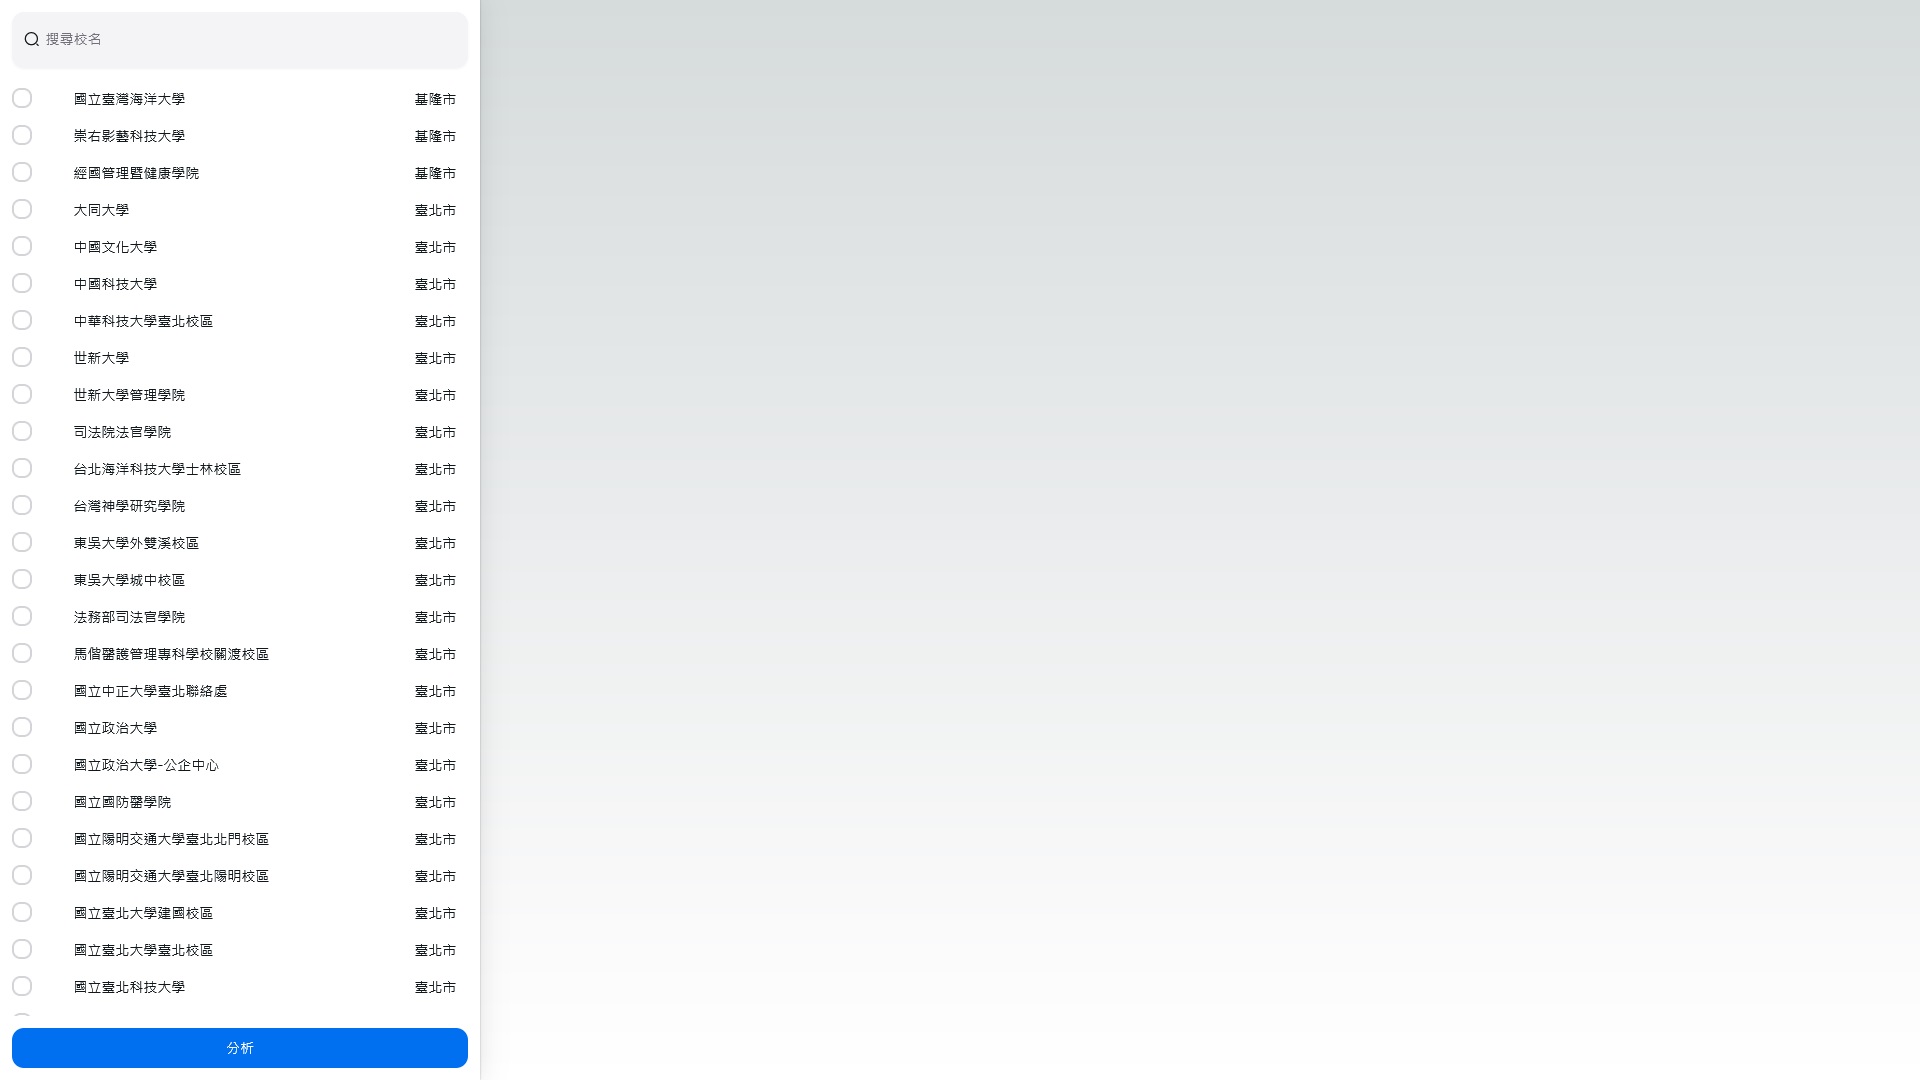 搜尋校名
國立臺灣海洋大學 基隆市
崇右影藝科技大學 基隆市
經國管理暨健康學院 基隆市
大同大學 臺北市
中國文化大學 臺北市
中國科技大學 臺北市
中華科技大學臺北校區 臺北市
世新大學 臺北市
世新大學管理學院 臺北市
司法院法官學院 臺北市
台北海洋科技大學士林校區 臺北市
台灣神學研究學院 臺北市
東吳大學外雙溪校區 臺北市
東吳大學城中校區 臺北市
法務部司法官學院 臺北市
馬偕醫護管理專科學校關渡校區 臺北市
國立中正大學臺北聯絡處 臺北市
國立政治大學 臺北市
國立政治大學-公企中心 臺北市
國立國防醫學院 臺北市
國立陽明交通大學臺北北門校區 臺北市
國立陽明交通大學臺北陽明校區 臺北市
國立臺北大學建國校區 臺北市
國立臺北大學臺北校區 臺北市
國立臺北科技大學 臺北市
分析